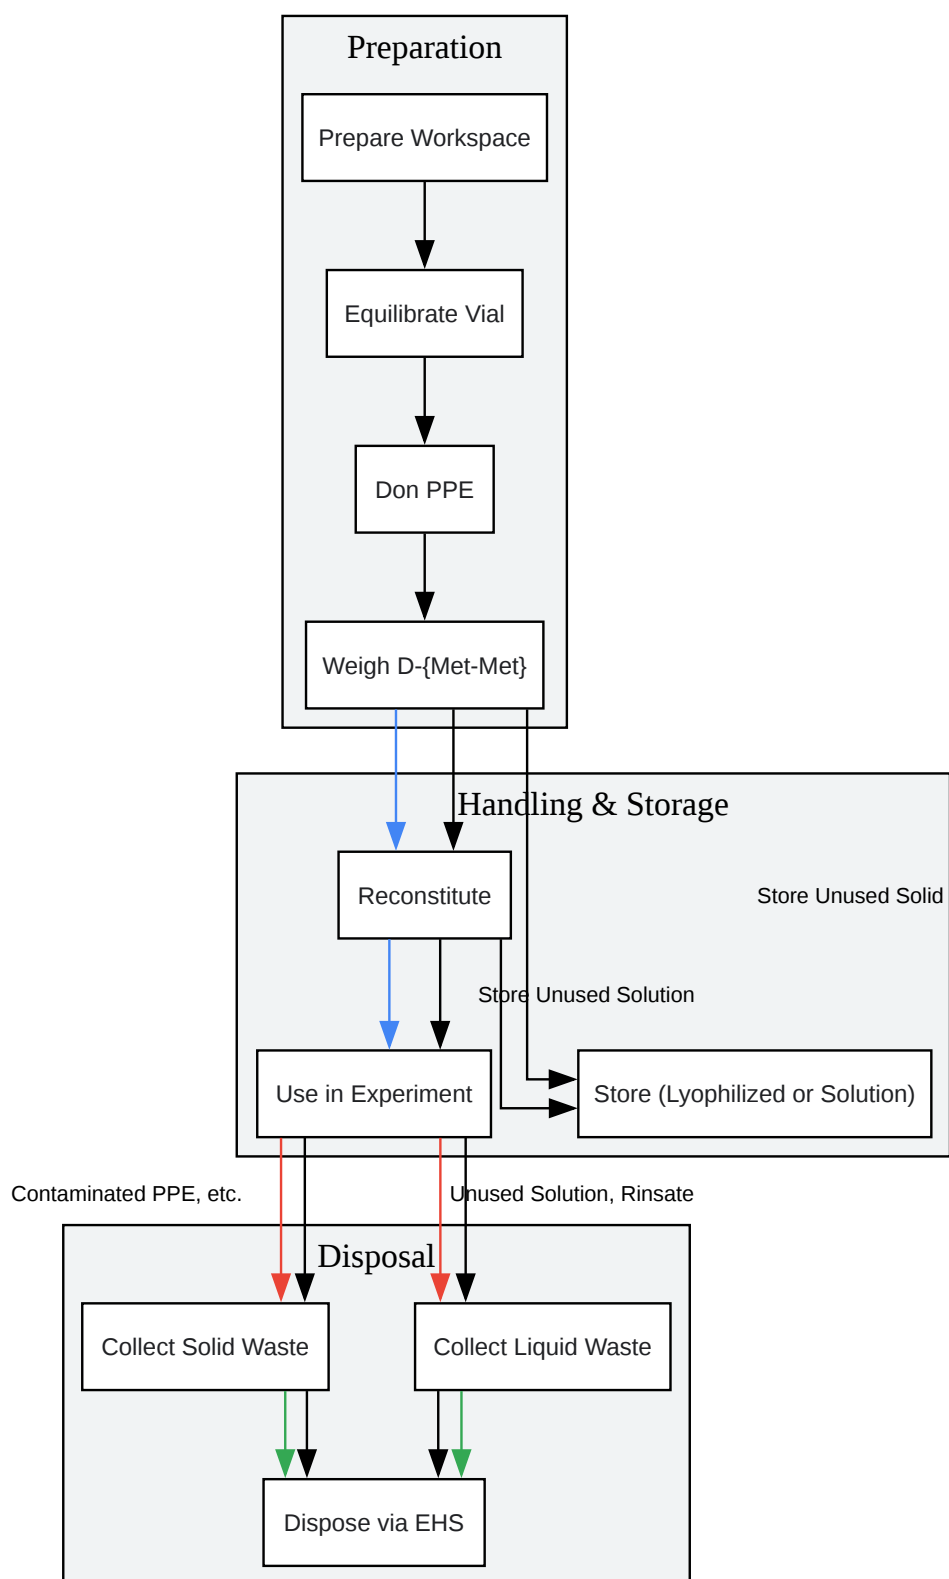 Preparation
Prepare Workspace
Equilibrate Vial
Don PPE
Weigh D-{Met-Met}
Handling & Storage
Reconstitute
Store Unused Solid
Store Unused Solution
Use in Experiment
Store (Lyophilized or Solution)
Contaminated PPE, etc.
Unused Solution, Rinsate
Disposal
Collect Solid Waste
Collect Liquid Waste
Dispose via EHS